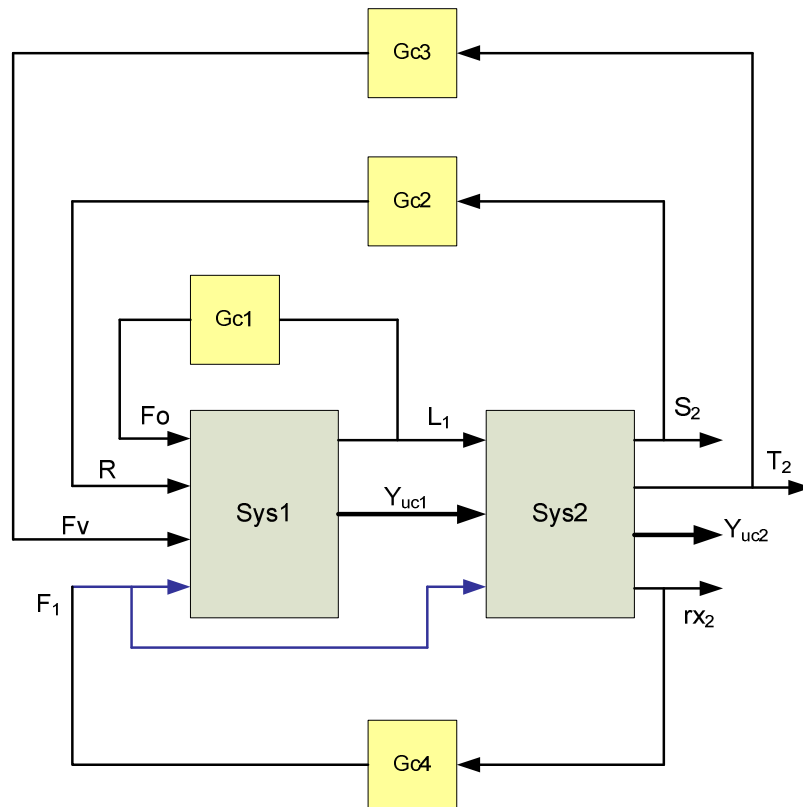 Gc3
Gc2
Gc1
Fo
L₁
S₂
R
T₂
Yuc1
Sys1
Sys2
Fv
Yuc2
F₁
rx₂
Gc4